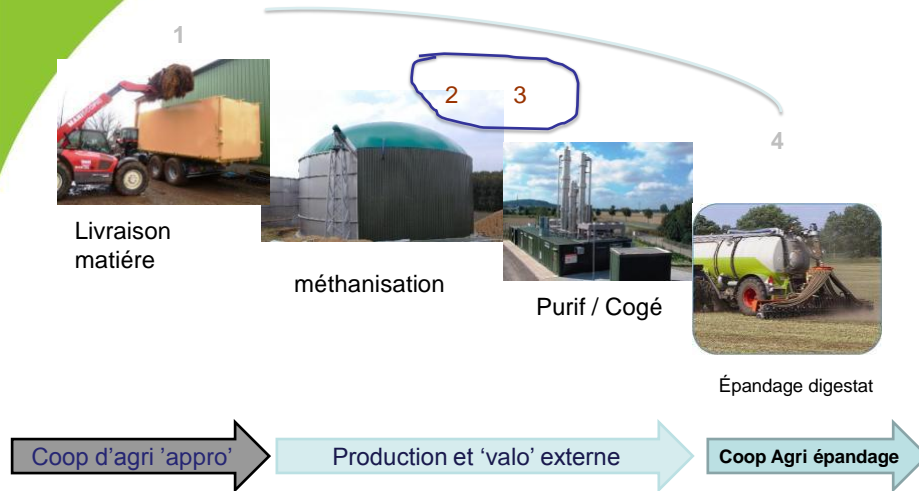 1
2 3
4
Livraison
matiére
méthanisation
Purif / Cogé
Épandage digestat
Coop d'agri 'appro'
Production et 'valo' externe
Coop Agri épandage